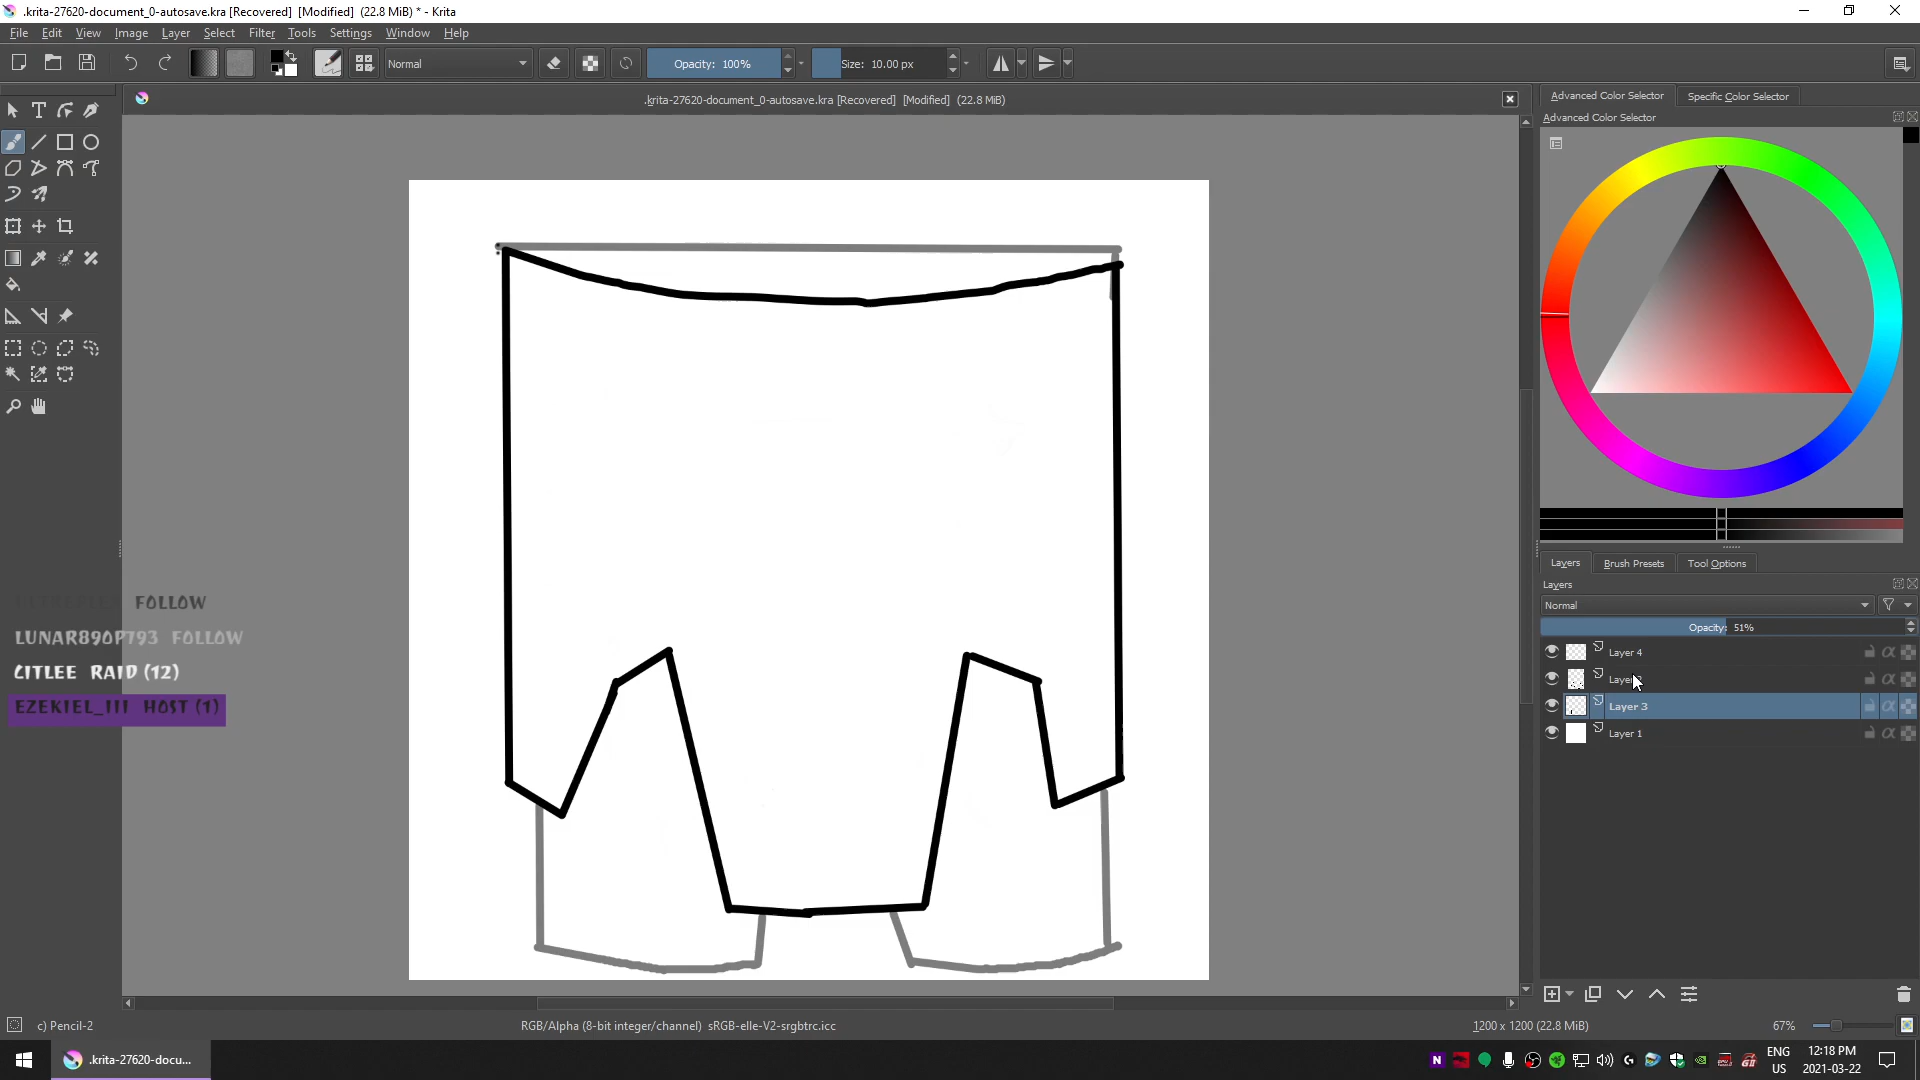 .krita-27620-document_0-autosave.kra [Recovered]  [Modified]  (22.8 MiB) * - Krita
File  Edit  View  Image  Layer  Select  Filter  Tools  Settings  Window  Help
Normal  Opacity: 100%  Size: 10.00 px
.krita-27620-document_0-autosave.kra [Recovered]  [Modified]  (22.8 MiB)
Advanced Color Selector  Specific Color Selector
Advanced Color Selector
Layers  Brush Presets  Tool Options
Layers
Normal
Opacity: 51%
Layer 4
Layer
Layer 3
Layer 1
FOLLOW
LUNAR890P793 FOLLOW
CITLEE RAID (12)
EZEKIEL_III HOST (1)
c) Pencil-2
RGB/Alpha (8-bit integer/channel)  sRGB-elle-V2-srgbtrc.icc
1200 x 1200 (22.8 MiB)
67%
.krita-27620-docu...
ENG
US
12:18 PM
2021-03-22